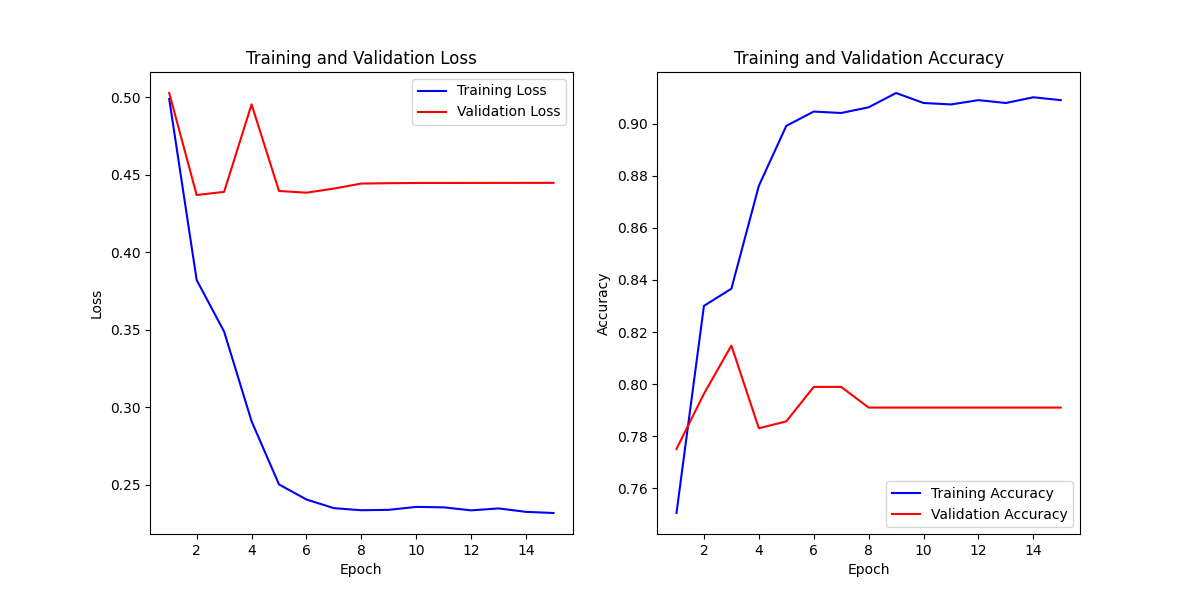 Training and Validation Loss
Loss
0.50
0.45
0.40
0.35
0.30
0.25
Training Loss
Validation Loss
2 4 6 8 10 12 14
Epoch
Training and Validation Accuracy
Accuracy
0.90
0.88
0.86
0.84
0.82
0.80
0.78
0.76
Training Accuracy
Validation Accuracy
2 4 6 8 10 12 14
Epoch